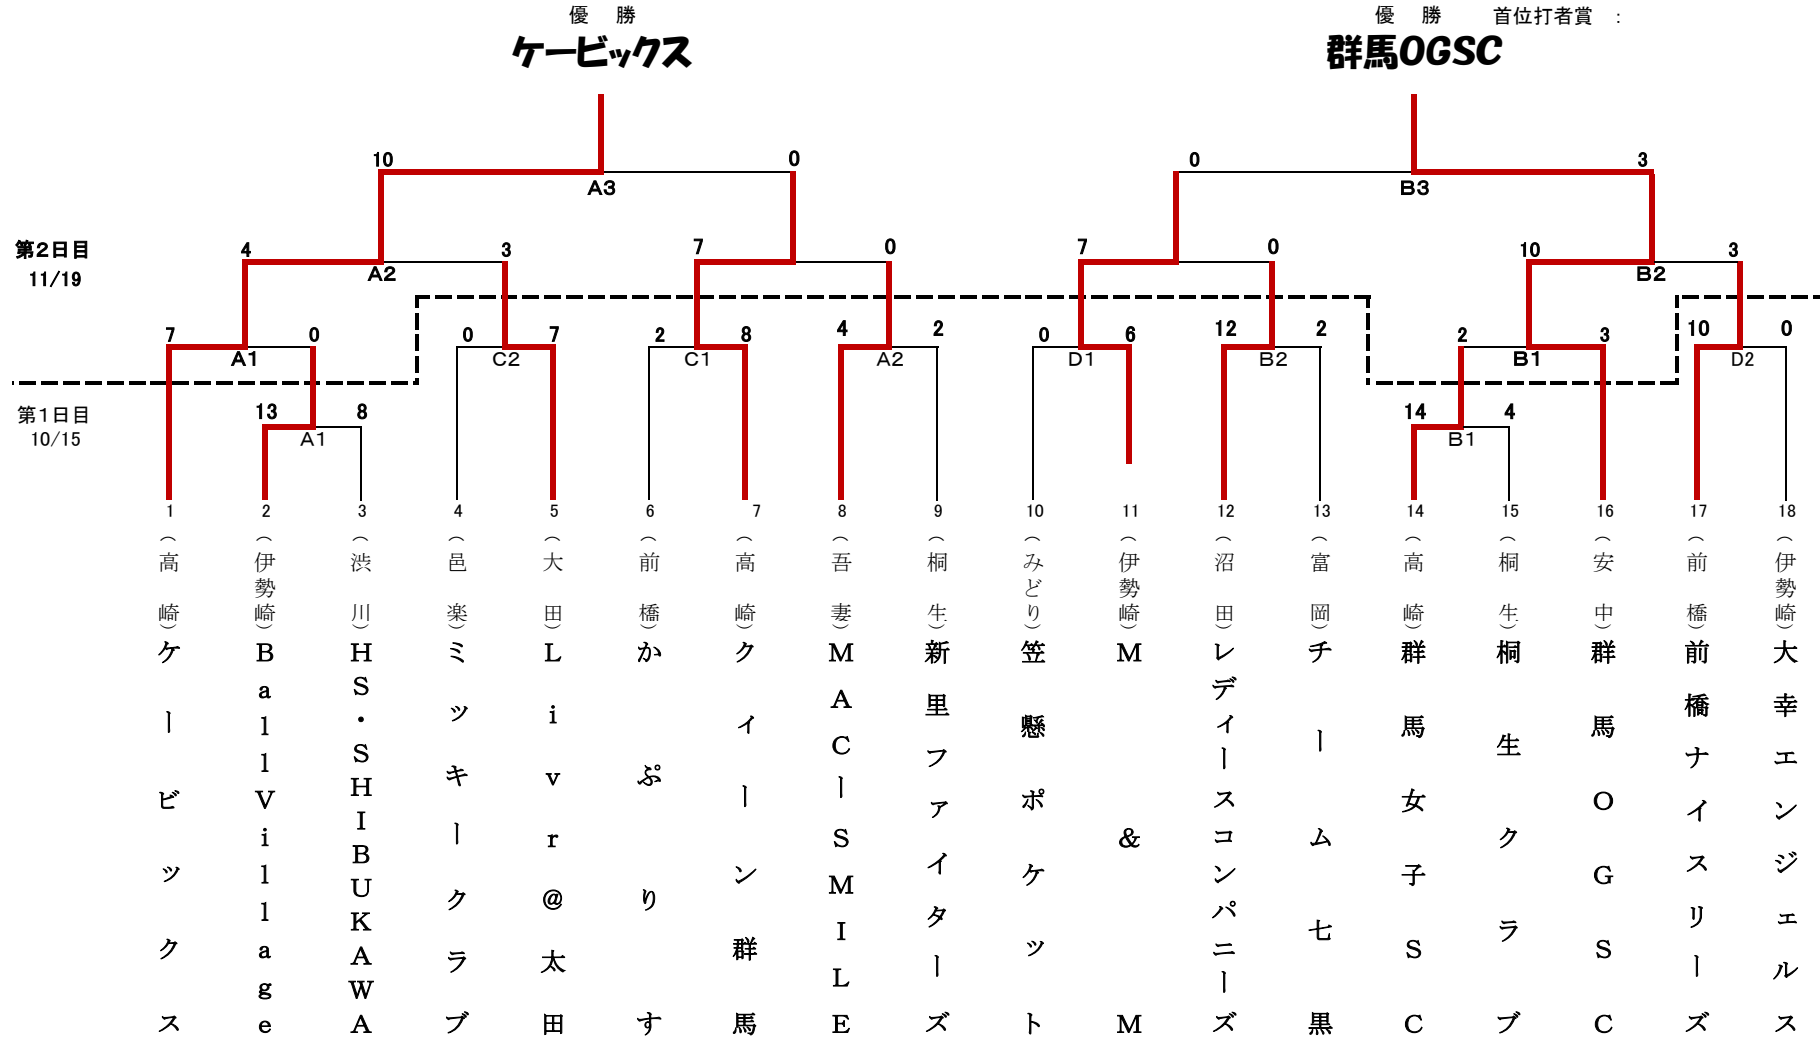 優 勝
優 勝 首位打者賞 :
ケービックス
群馬OGSC
10 0 0 3
A3 B3
第2日目
11/19
4 3 7 0 7 0 10 3
A2 B2
7 0 0 7 2 8 4 2 0 6 12 2 2 3 10 0
A1 C2 C1 A2 D1 B2 B1 D2
第1日目
10/15
13 8 14 4
A1 B1
1 2 3 4 5 6 7 8 9 10 11 12 13 14 15 16 17 18
(高崎)ケービックス
(伊勢崎)BallVillage
(渋川)HS・SHIBUKAWA
(邑楽)ミッキークラブ
(大田)Livr@太田
(前橋)かぷりす
(高崎)クイーン群馬
(吾妻)MACーSMILE
(桐生)新里ファイターズ
(みどり)笠懸ポケット
(伊勢崎)M&M
(沼田)レディースコンパニーズ
(富岡)チーム七黒
(高崎)群馬女子SC
(桐生)桐生クラブ
(安中)群馬OGSC
(前橋)前橋ナイスリーズ
(伊勢崎)大幸エンジェルス